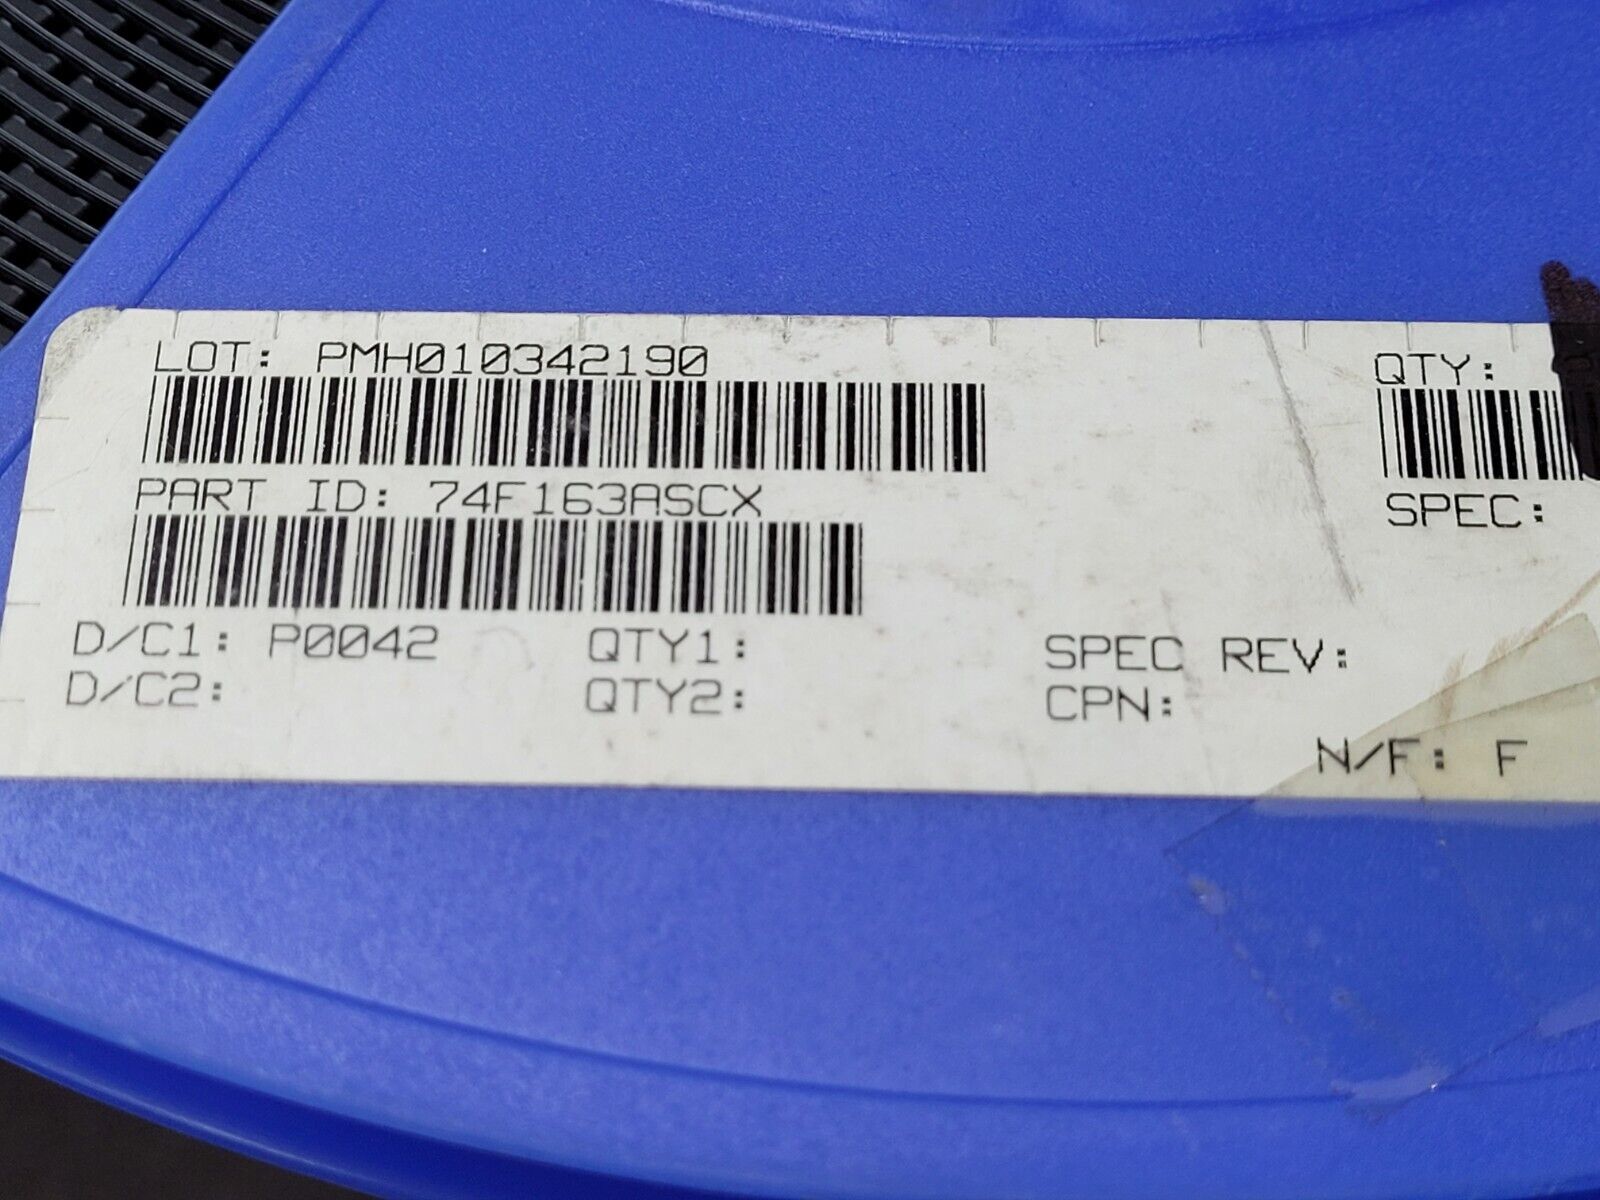 LOT: PMH010342190
QTY:
PART ID: 74F163ASCX
SPEC:
D/C1: P0042 QTY1: SPEC REV:
D/C2: QTY2: CPN:
N/F: F